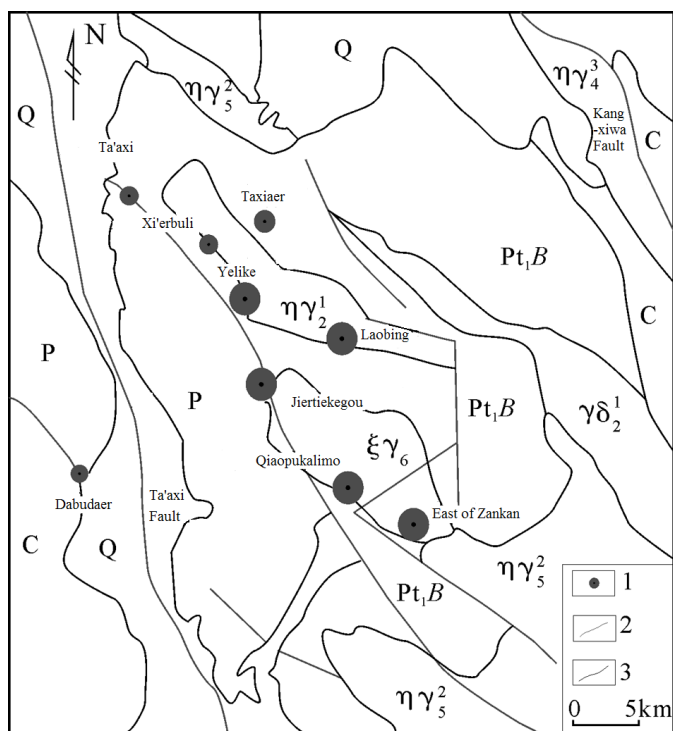 N
Q
Q
ηγ₅²
ηγ₄³
Kang
-xiwa
Fault
C
Ta'axi
Taxiaer
Xi'erbuli
Pt₁B
Yelike
ηγ₂¹
Laobing
C
P
P
Jiertiekegou
Pt₁B
γδ₂¹
ξγ₆
Qiaopukalimo
Dabudaer
Ta'axi
Fault
East of Zankan
C
Q
ηγ₅²
Pt₁B
ηγ₅²
1
2
3
0 5km